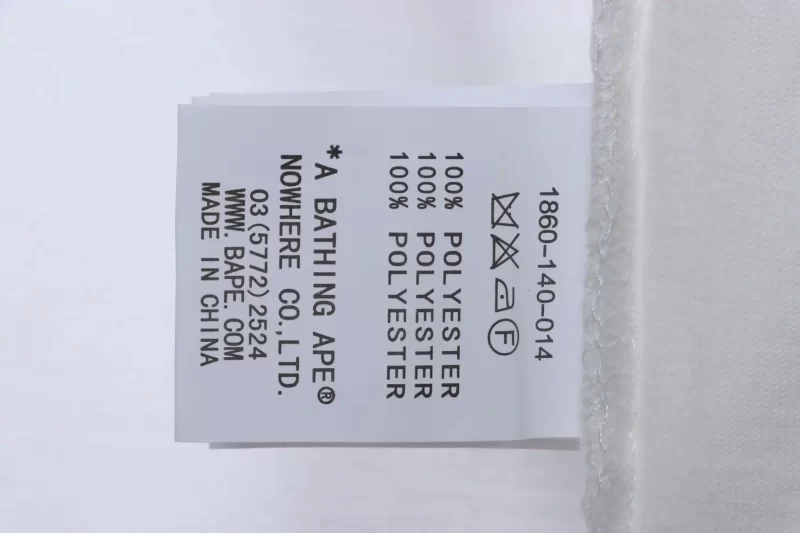 1860-140-014
F
100% POLYESTER
100% POLYESTER
100% POLYESTER
*A BATHING APE®
NOWHERE CO.,LTD.
03(5772)2524
WWW.BAPE.COM
MADE IN CHINA